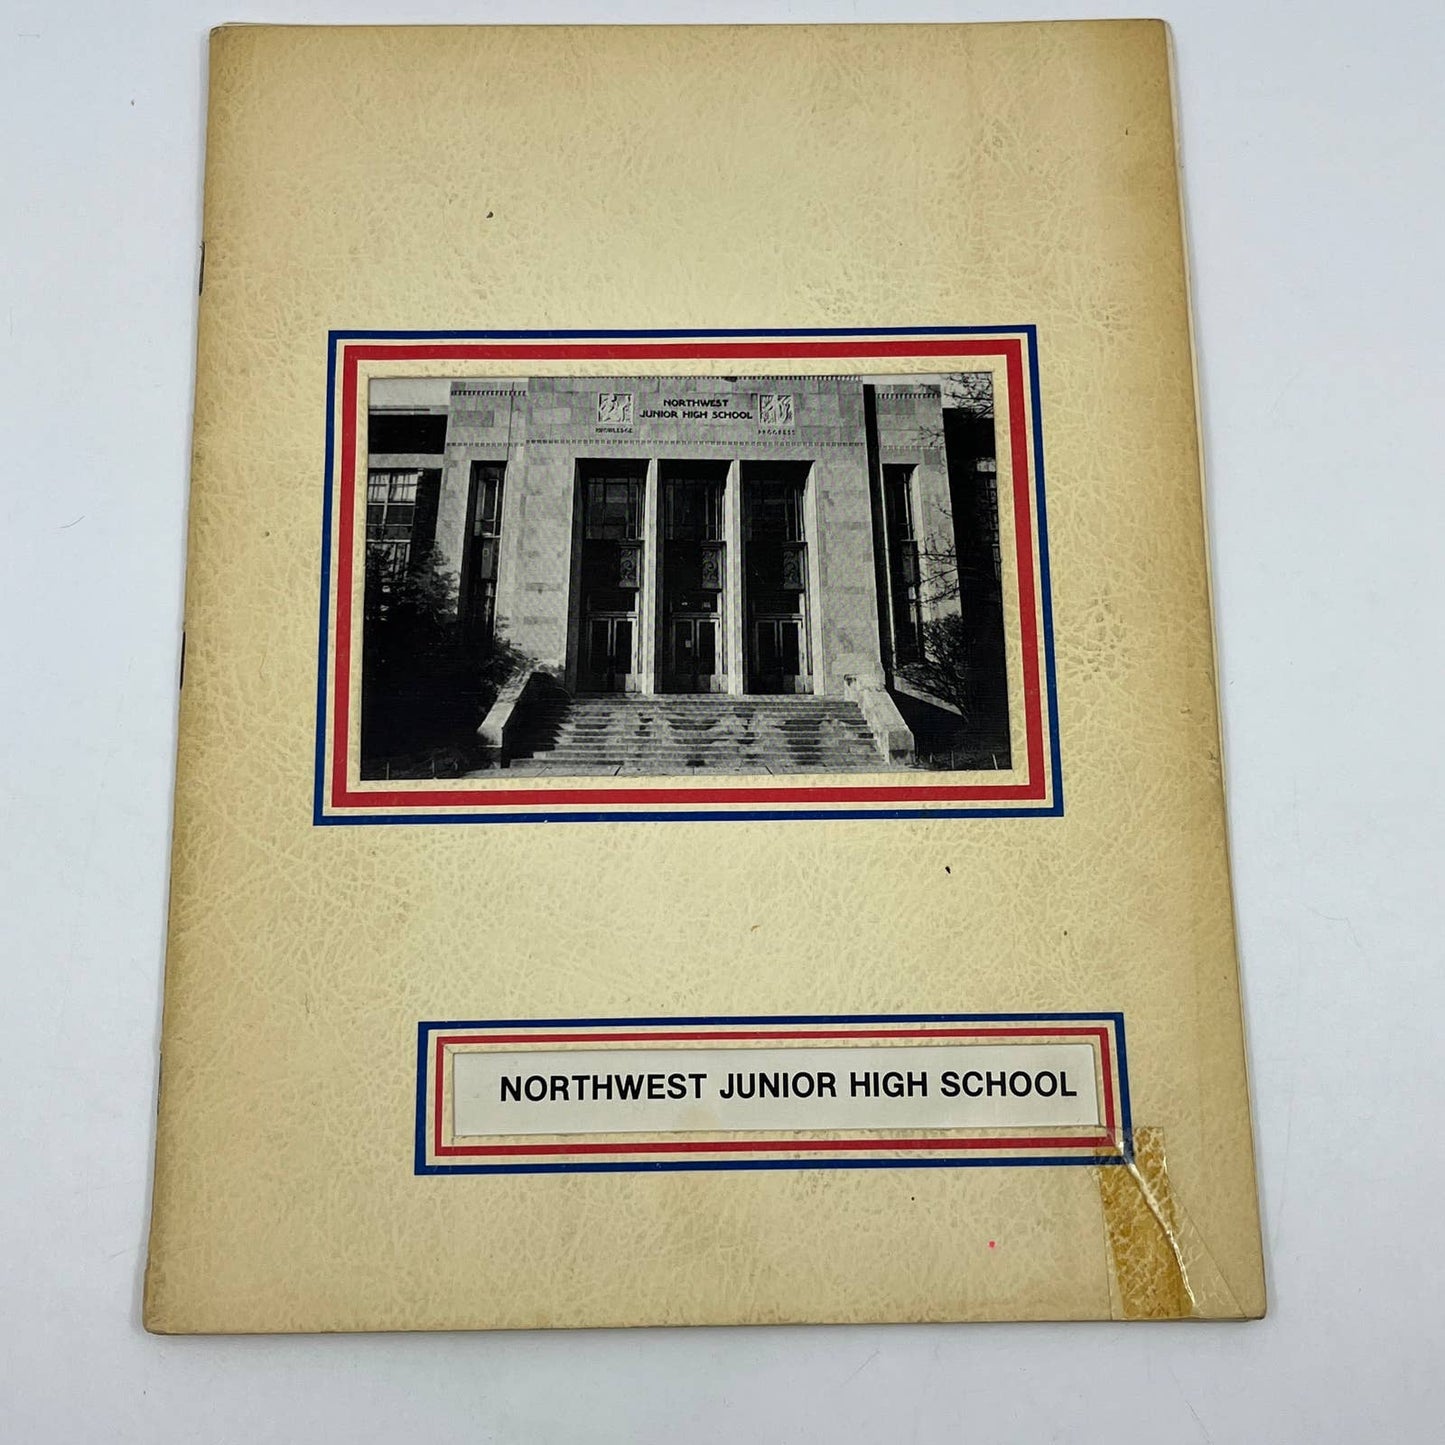 NORTHWEST
JUNIOR HIGH SCHOOL
KNOWLEDGE
PROGRESS
NORTHWEST JUNIOR HIGH SCHOOL